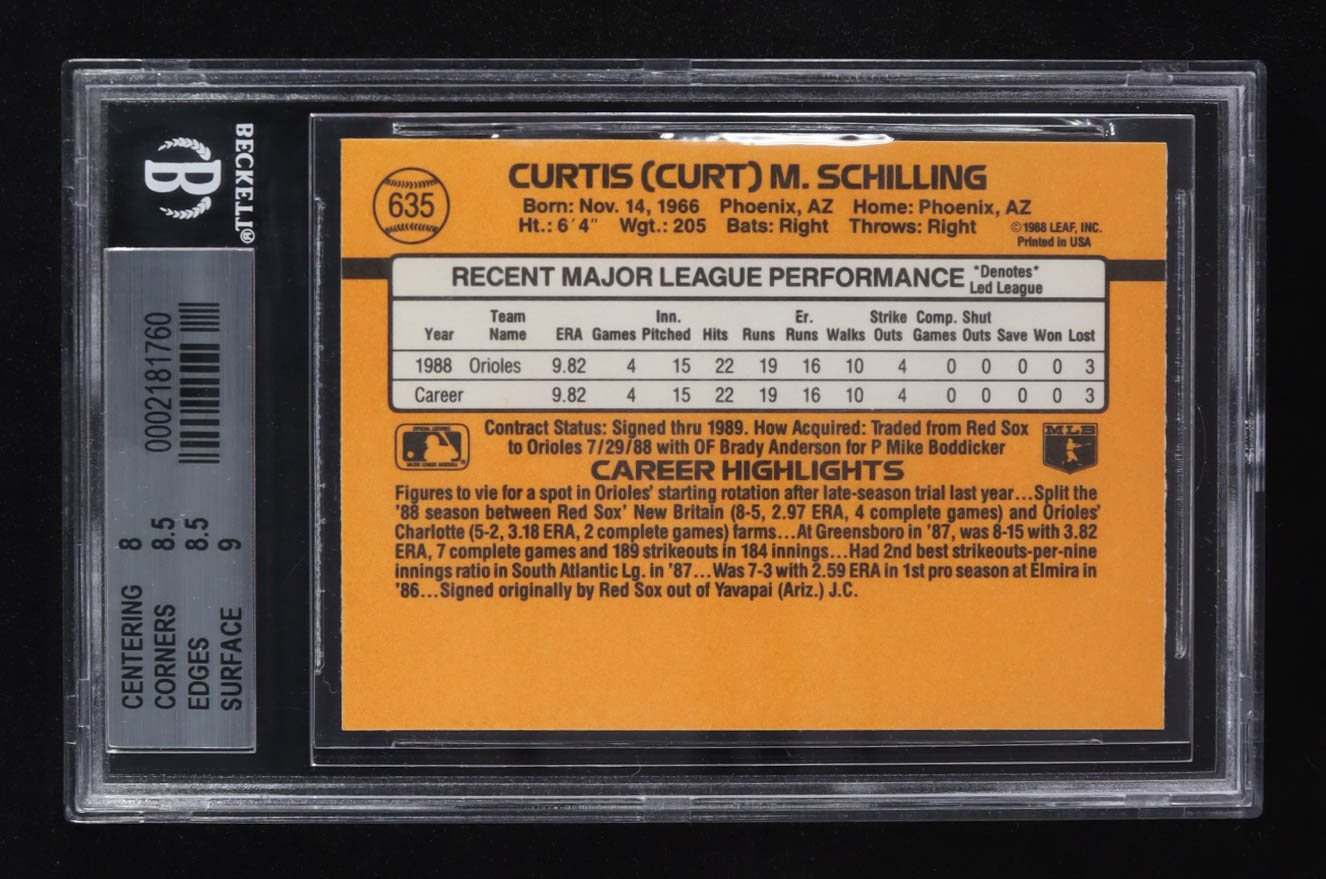 BECKETT®
B
0002181760
CENTERING 8
CORNERS 8.5
EDGES 8.5
SURFACE 9
635
CURTIS (CURT) M. SCHILLING
Born: Nov. 14, 1966 Phoenix, AZ Home: Phoenix, AZ
Ht.: 6'4" Wgt.: 205 Bats: Right Throws: Right
©1988 LEAF, INC.
Printed in USA
RECENT MAJOR LEAGUE PERFORMANCE
"Denotes"
Led League
Year Team Name ERA Games Inn. Pitched Hits Runs Er. Runs Walks Strike Outs Comp. Games Shut Outs Save Won Lost
1988 Orioles 9.82 4 15 22 19 16 10 4 0 0 0 0 3
Career 9.82 4 15 22 19 16 10 4 0 0 0 0 3
Contract Status: Signed thru 1989. How Acquired: Traded from Red Sox
to Orioles 7/29/88 with OF Brady Anderson for P Mike Boddicker
MLB
CAREER HIGHLIGHTS
Figures to vie for a spot in Orioles' starting rotation after late-season trial last year...Split the
'88 season between Red Sox' New Britain (8-5, 2.97 ERA, 4 complete games) and Orioles'
Charlotte (5-2, 3.18 ERA, 2 complete games) farms...At Greensboro in '87, was 8-15 with 3.82
ERA, 7 complete games and 189 strikeouts in 184 innings...Had 2nd best strikeouts-per-nine
innings ratio in South Atlantic Lg. in '87...Was 7-3 with 2.59 ERA in 1st pro season at Elmira in
'86...Signed originally by Red Sox out of Yavapai (Ariz.) J.C.